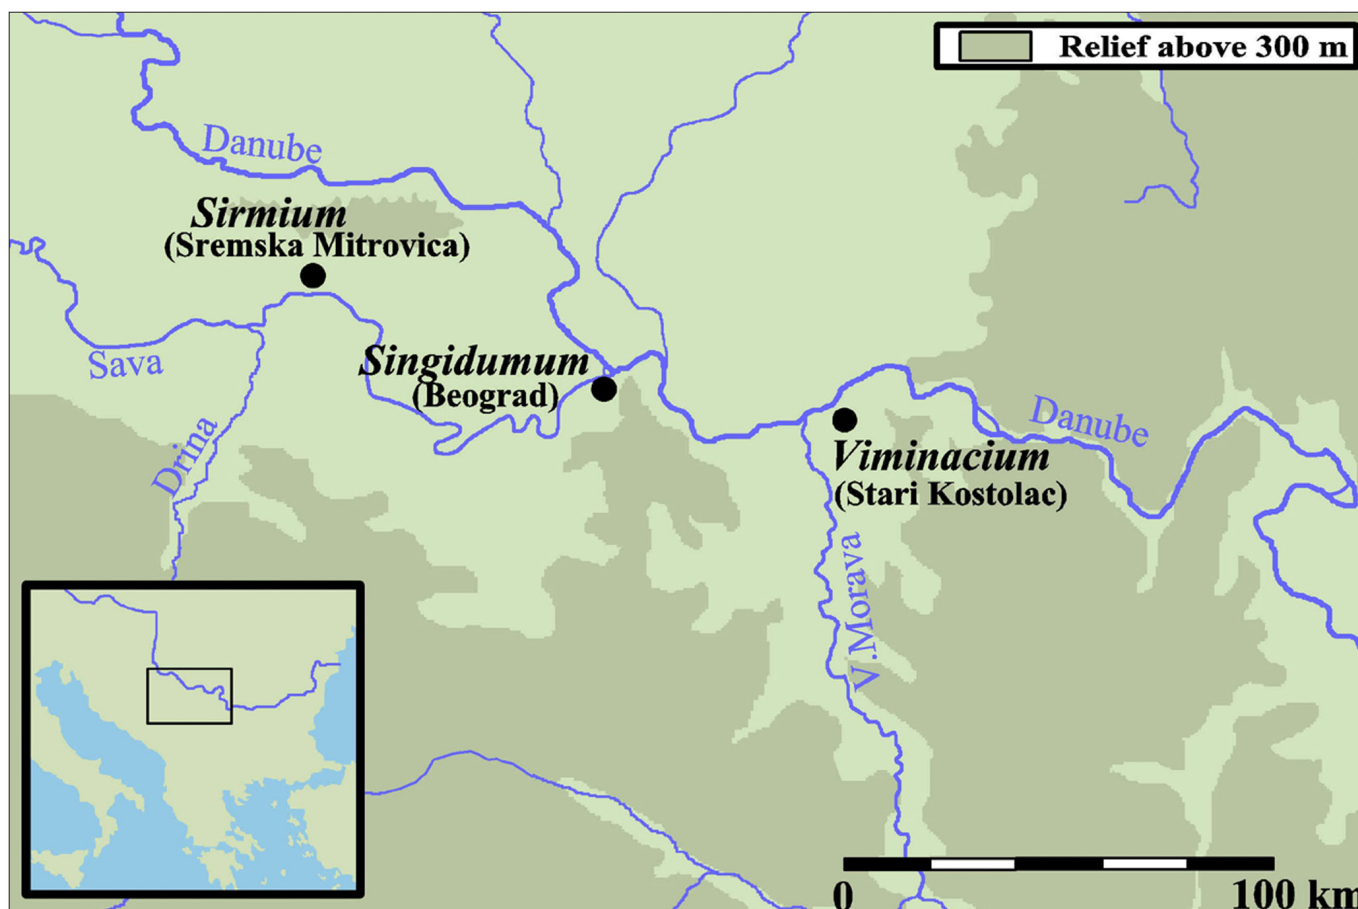 Relief above 300 m
Danube
Sirmium
(Sremska Mitrovica)
Sava
Singidumum
(Beograd)
Drina
Danube
Viminacium
(Stari Kostolac)
V.Morava
0 100 km